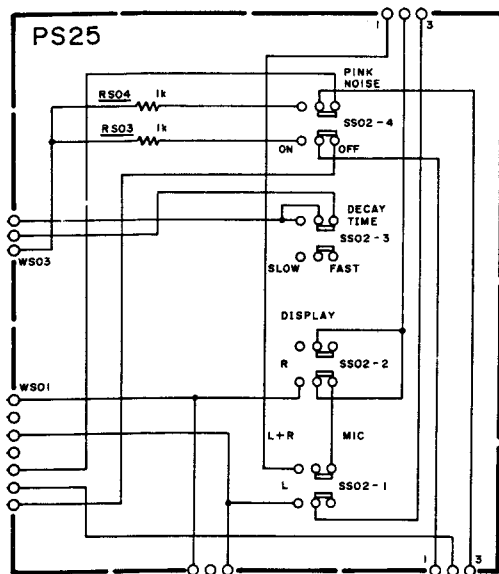 PS25
1 3
PINK
NOISE
RS04 1k
SS02-4
RS03 1k
ON OFF
DECAY
TIME
SS02-3
WS03
SLOW FAST
DISPLAY
R SS02-2
WS01
L+R MIC
L SS02-1
1 3